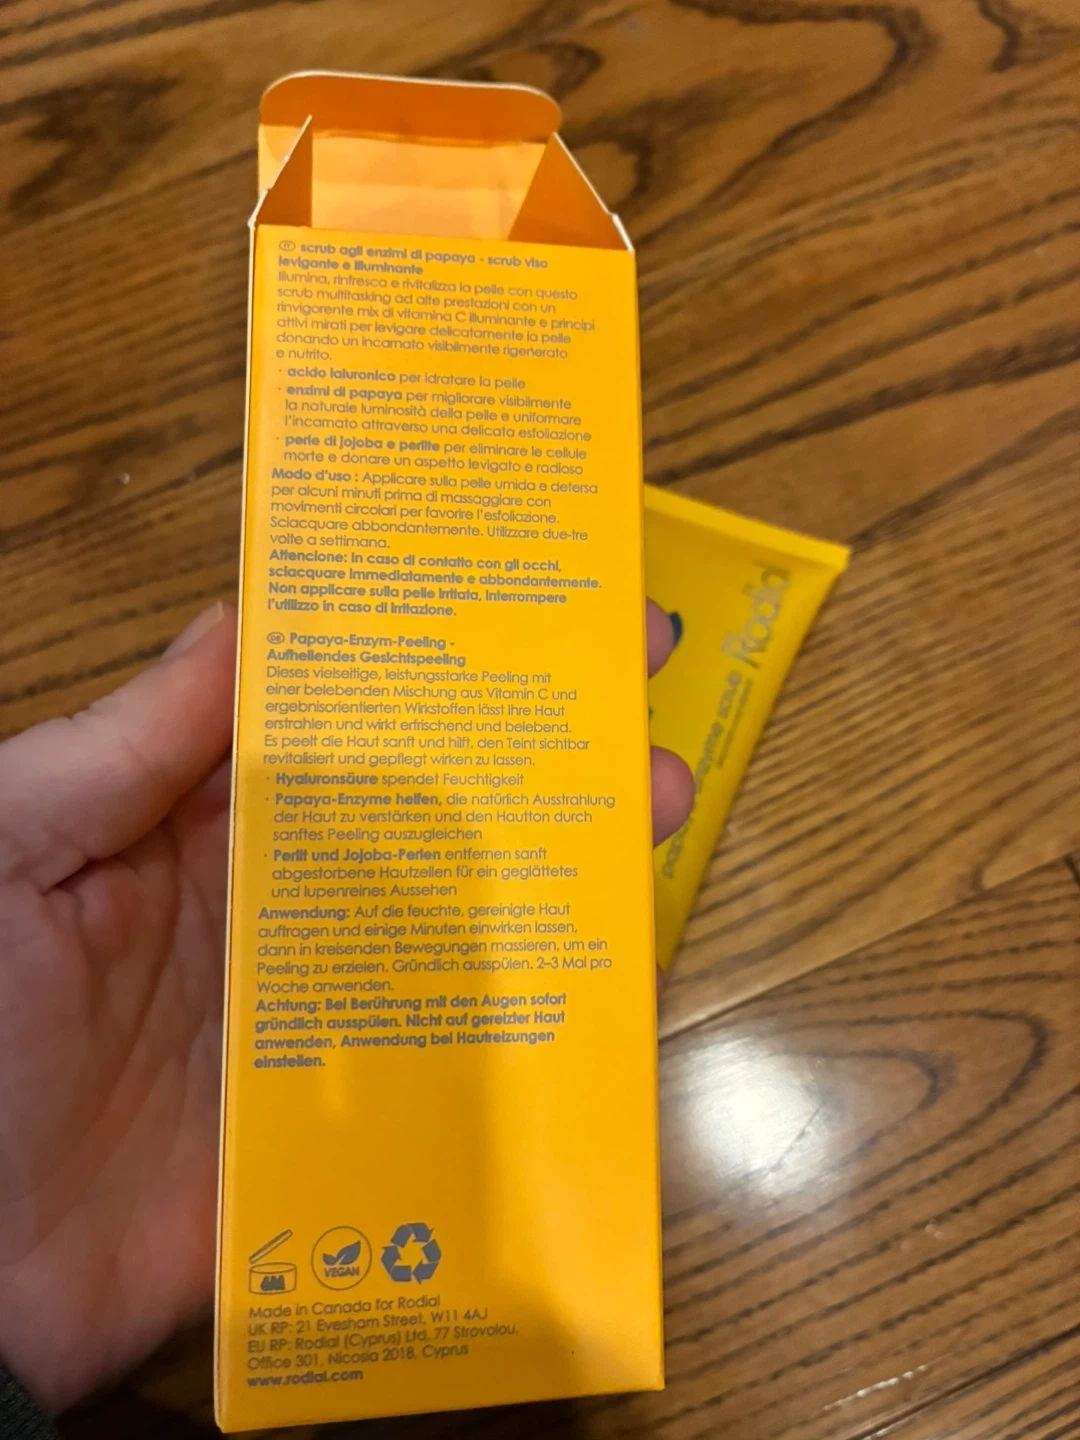 IT scrub agli enzimi di papaya - scrub viso
levigante e illuminante
Illumina, rinfresca e rivitalizza la pelle con questo
scrub multitasking ad alte prestazioni con un
rinvigorente mix di vitamina C illuminante e principi
attivi mirati per levigare delicatamente la pelle
donando un incarnato visibilmente rigenerato
e nutrito.
· acido ialuronico per idratare la pelle
· enzimi di papaya per migliorare visibilmente
la naturale luminosità della pelle e uniformare
l'incarnato attraverso una delicata esfoliazione
· perle di jojoba e perlite per eliminare le cellule
morte e donare un aspetto levigato e radioso
Modo d'uso : Applicare sulla pelle umida e detersa
per alcuni minuti prima di massaggiare con
movimenti circolari per favorire l'esfoliazione.
Sciacquare abbondantemente. Utilizzare due-tre
volte a settimana.
Attenzione: In caso di contatto con gli occhi,
sciacquare immediatamente e abbondantemente.
Non applicare sulla pelle irritata, interrompere
l'utilizzo in caso di irritazione.
DE Papaya-Enzym-Peeling -
Aufhellendes Gesichtspeeling
Dieses vielseitige, leistungsstarke Peeling mit
einer belebenden Mischung aus Vitamin C und
ergebnisorientierten Wirkstoffen lässt Ihre Haut
erstrahlen und wirkt erfrischend und belebend.
Es peelt die Haut sanft und hilft, den Teint sichtbar
revitalisiert und gepflegt wirken zu lassen.
· Hyaluronsäure spendet Feuchtigkeit
· Papaya-Enzyme helfen, die natürlich Ausstrahlung
der Haut zu verstärken und den Hautton durch
sanftes Peeling auszugleichen
· Perlit und Jojoba-Perlen entfernen sanft
abgestorbene Hautzellen für ein geglättetes
und lupenreines Aussehen
Anwendung: Auf die feuchte, gereinigte Haut
auftragen und einige Minuten einwirken lassen,
dann in kreisenden Bewegungen massieren, um ein
Peeling zu erzielen. Gründlich ausspülen. 2–3 Mal pro
Woche anwenden.
Achtung: Bei Berührung mit den Augen sofort
gründlich ausspülen. Nicht auf gereizter Haut
anwenden, Anwendung bei Hautreizungen
einstellen.
6M
VEGAN
Made in Canada for Rodial
UK RP: 21 Evesham Street, W11 4AJ
EU RP: Rodial (Cyprus) Ltd, 77 Strovolou,
Office 301, Nicosia 2018, Cyprus
www.rodial.com
Rodial
enzyme scrub